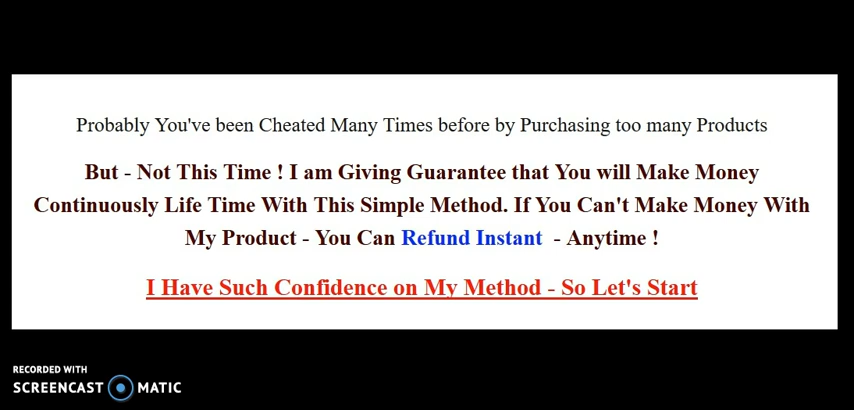 Probably You've been Cheated Many Times before by Purchasing too many Products
But - Not This Time ! I am Giving Guarantee that You will Make Money
Continuously Life Time With This Simple Method. If You Can't Make Money With
My Product - You Can Refund Instant - Anytime !
I Have Such Confidence on My Method - So Let's Start
RECORDED WITH
SCREENCAST MATIC